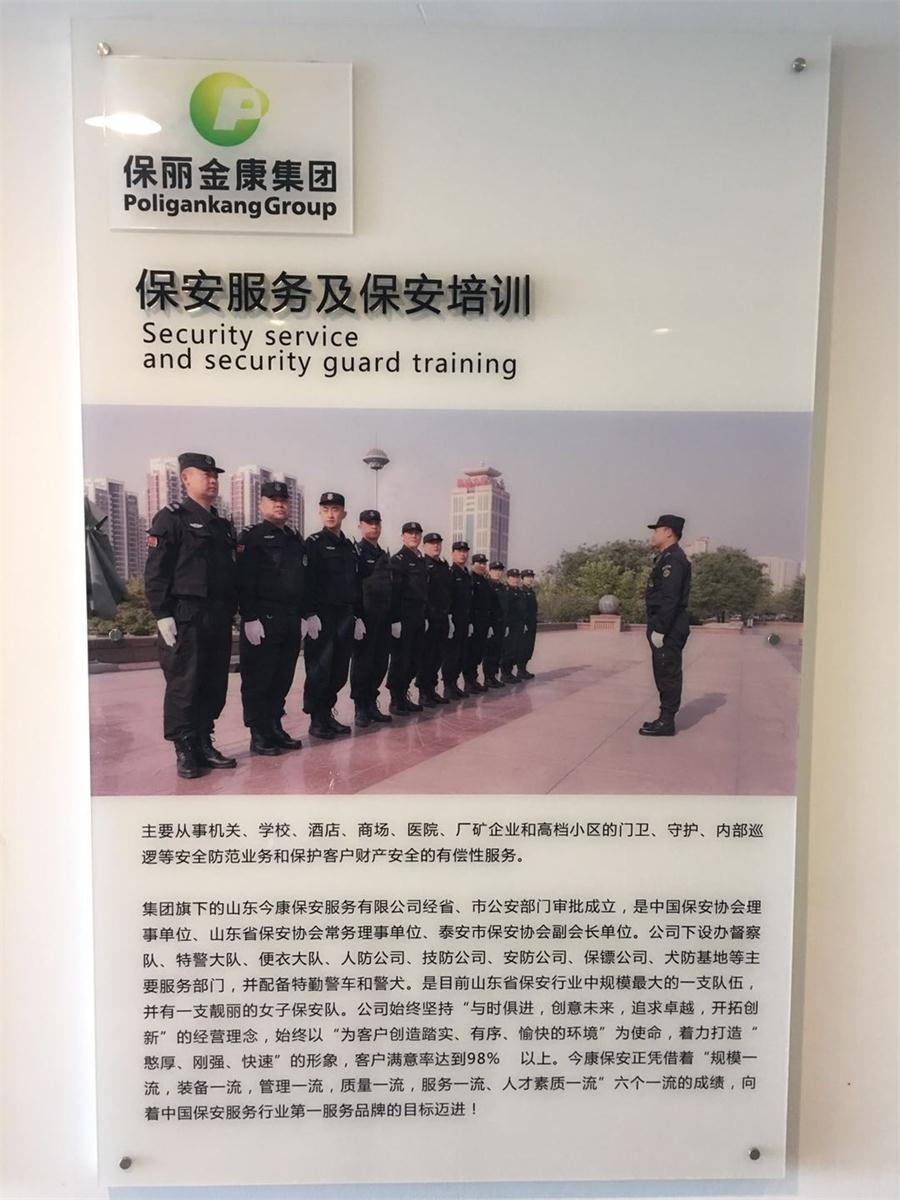 保丽金康集团
PoligankangGroup
保安服务及保安培训
Security service
and security guard training
主要从事机关、学校、酒店、商场、医院、厂矿企业和高档小区的门卫、守护、内部巡
逻等安全防范业务和保护客户财产安全的有偿性服务。
集团旗下的山东今康保安服务有限公司经省、市公安部门审批成立，是中国保安协会理
事单位、山东省保安协会常务理事单位、泰安市保安协会副会长单位。公司下设办督察
队、特警大队、便衣大队、人防公司、技防公司、安防公司、保镖公司、犬防基地等主
要服务部门，并配备特勤警车和警犬。是目前山东省保安行业中规模最大的一支队伍，
并有一支靓丽的女子保安队。公司始终坚持“与时俱进，创意未来，追求卓越，开拓创
新”的经营理念，始终以“为客户创造踏实、有序、愉快的环境”为使命，着力打造“
憨厚、刚强、快速”的形象，客户满意率达到98% 以上。今康保安正凭借着“规模一
流，装备一流，管理一流，质量一流，服务一流、人才素质一流”六个一流的成绩，向
着中国保安服务行业第一服务品牌的目标迈进！